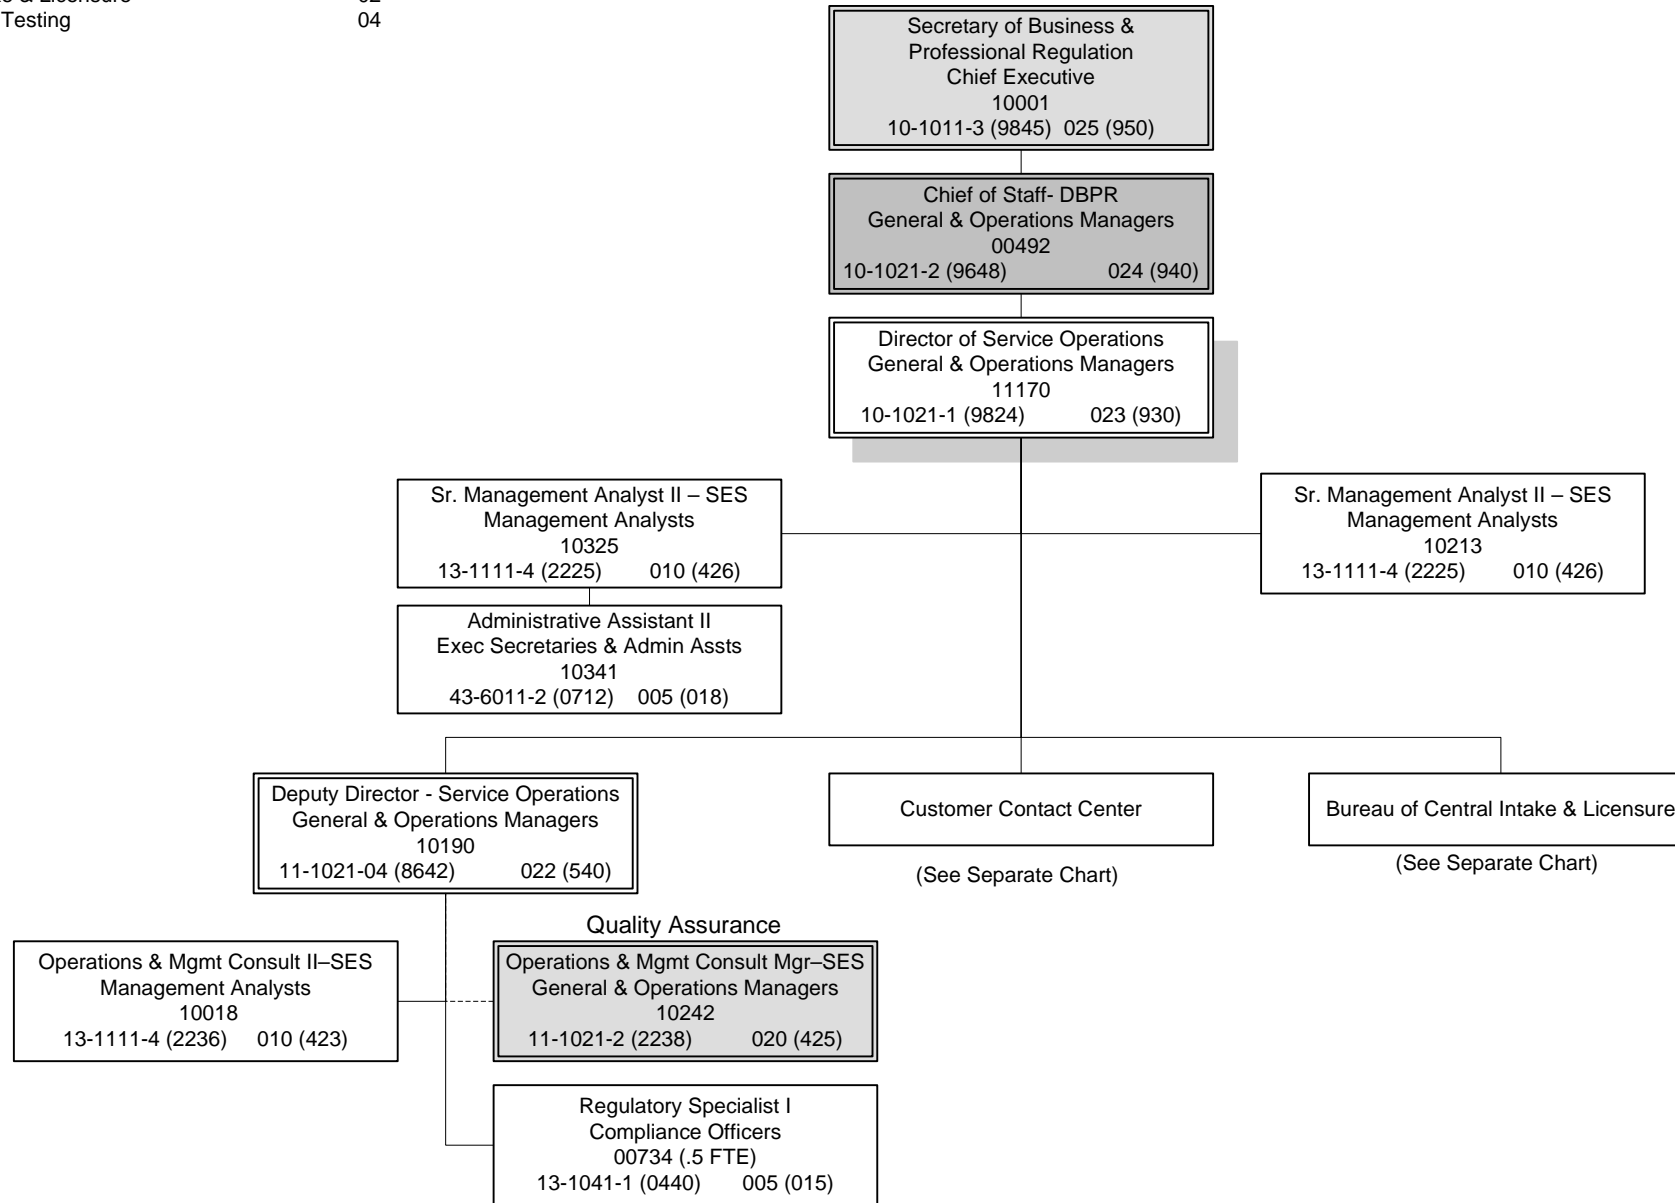 Testing 04
Secretary of Business &
Professional Regulation
Chief Executive
10001
10-1011-3 (9845) 025 (950)
Chief of Staff- DBPR
General & Operations Managers
00492
10-1021-2 (9648) 024 (940)
Director of Service Operations
General & Operations Managers
11170
10-1021-1 (9824) 023 (930)
Sr. Management Analyst II – SES
Management Analysts
10325
13-1111-4 (2225) 010 (426)
Sr. Management Analyst II – SES
Management Analysts
10213
13-1111-4 (2225) 010 (426)
Administrative Assistant II
Exec Secretaries & Admin Assts
10341
43-6011-2 (0712) 005 (018)
Deputy Director - Service Operations
General & Operations Managers
10190
11-1021-04 (8642) 022 (540)
Customer Contact Center
(See Separate Chart)
Bureau of Central Intake & Licensure
(See Separate Chart)
Operations & Mgmt Consult II–SES
Management Analysts
10018
13-1111-4 (2236) 010 (423)
Quality Assurance
Operations & Mgmt Consult Mgr–SES
General & Operations Managers
10242
11-1021-2 (2238) 020 (425)
Regulatory Specialist I
Compliance Officers
00734 (.5 FTE)
13-1041-1 (0440) 005 (015)